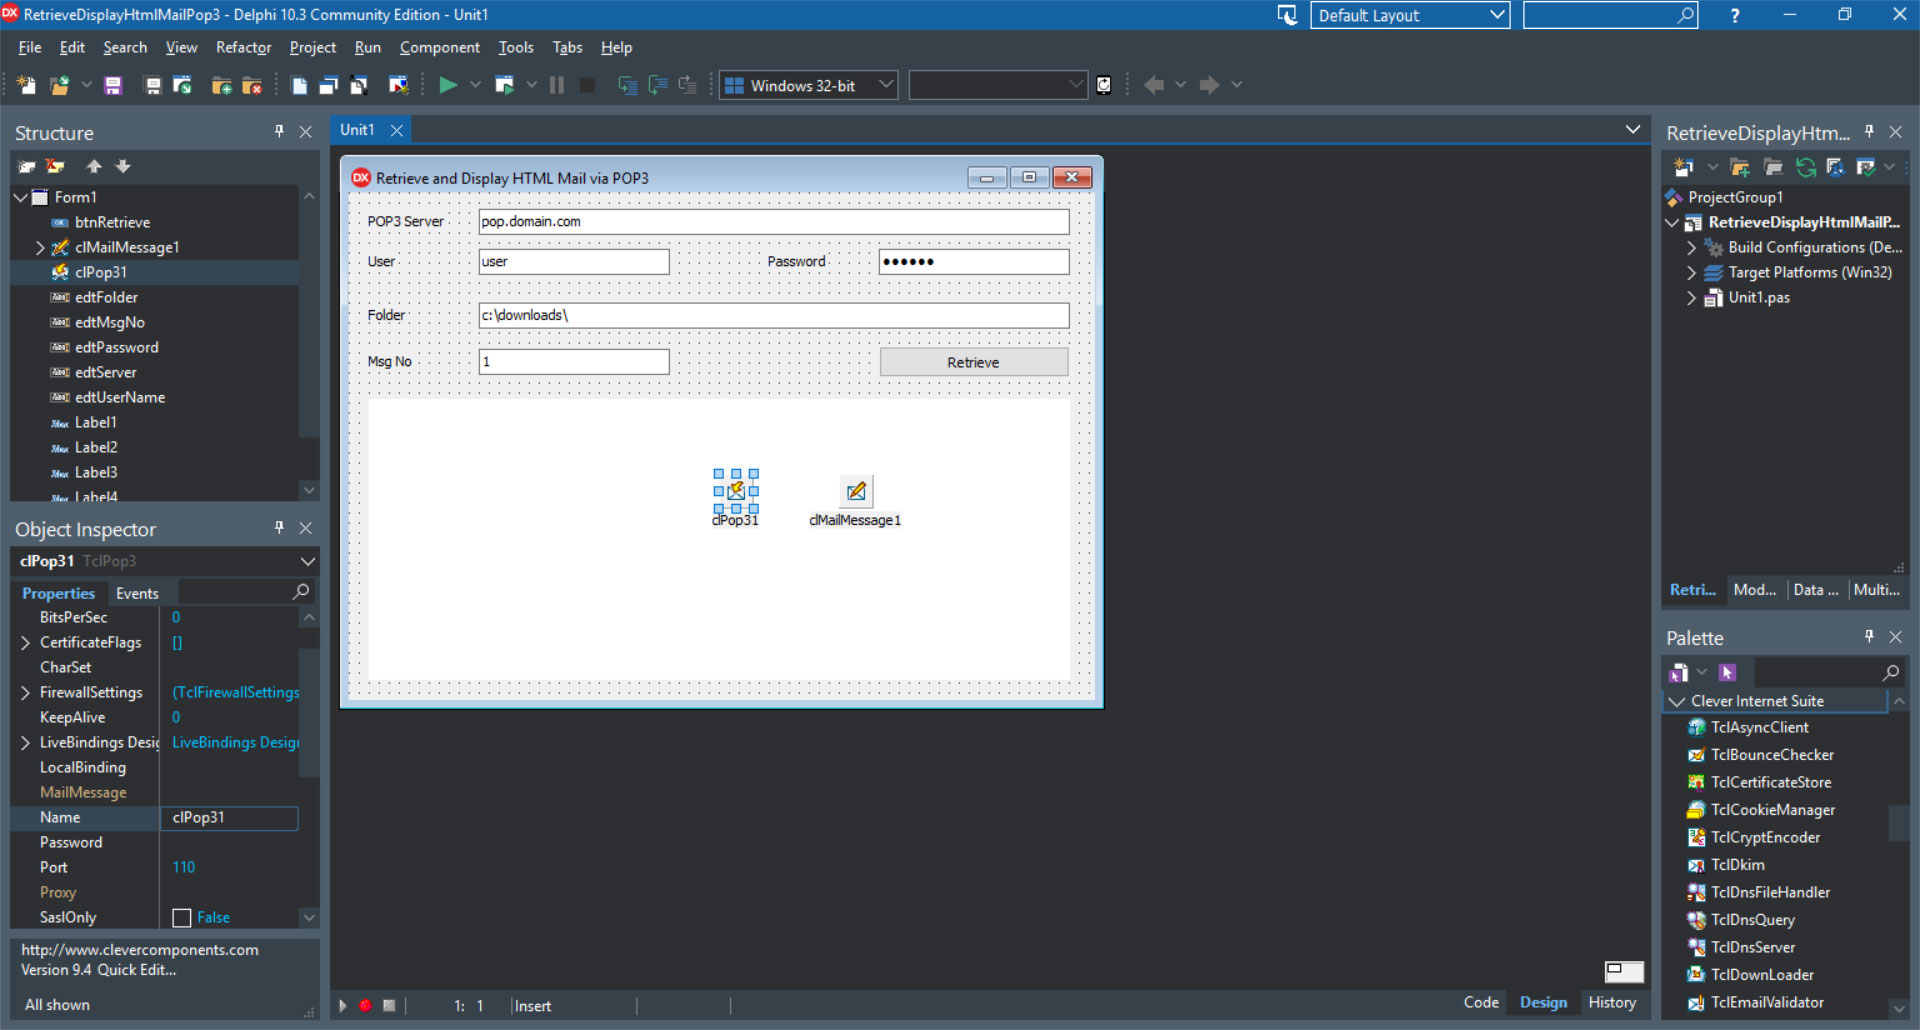 RetrieveDisplayHtmlMailPop3 - Delphi 10.3 Community Edition - Unit1
Default Layout
File Edit Search View Refactor Project Run Component Tools Tabs Help
Windows 32-bit
Structure
Form1
btnRetrieve
clMailMessage1
clPop31
edtFolder
edtMsgNo
edtPassword
edtServer
edtUserName
Label1
Label2
Label3
Label4
Object Inspector
clPop31 TclPop3
Properties Events
BitsPerSec 0
CertificateFlags []
CharSet
FirewallSettings (TclFirewallSettings
KeepAlive 0
LiveBindings Desig LiveBindings Design
LocalBinding
MailMessage
Name clPop31
Password
Port 110
Proxy
SaslOnly False
http://www.clevercomponents.com
Version 9.4 Quick Edit...
All shown
Unit1
DX Retrieve and Display HTML Mail via POP3
POP3 Server pop.domain.com
User user Password ●●●●●●
Folder c:\downloads\
Msg No 1 Retrieve
clPop31 clMailMessage1
1: 1 Insert
Code Design History
RetrieveDisplayHtm...
ProjectGroup1
RetrieveDisplayHtmlMailP...
Build Configurations (De...
Target Platforms (Win32)
Unit1.pas
Retri... Mod... Data ... Multi...
Palette
Clever Internet Suite
TclAsyncClient
TclBounceChecker
TclCertificateStore
TclCookieManager
TclCryptEncoder
TclDkim
TclDnsFileHandler
TclDnsQuery
TclDnsServer
TclDownLoader
TclEmailValidator